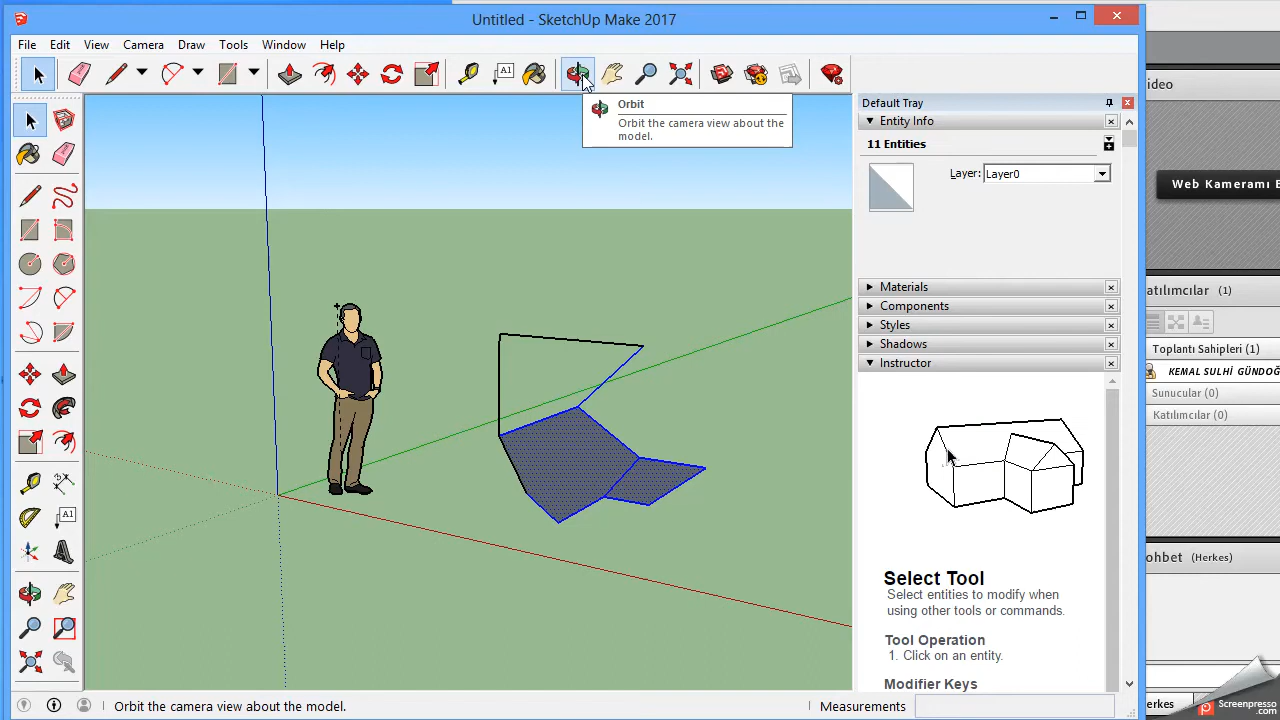 Untitled - SketchUp Make 2017
File Edit View Camera Draw Tools Window Help
A1
Orbit
Orbit the camera view about the
model.
Default Tray
Entity Info
11 Entities
Layer: Layer0
Materials
Components
Styles
Shadows
Instructor
Select Tool
Select entities to modify when
using other tools or commands.
Tool Operation
1. Click on an entity.
Modifier Keys
A1
Orbit the camera view about the model.
Measurements
ideo
Web Kameramı E
atılımcılar (1)
Toplantı Sahipleri (1)
KEMAL SULHİ GÜNDOĞ
Sunucular (0)
Katılımcılar (0)
ohbet (Herkes)
erkes
Screenpresso
.com